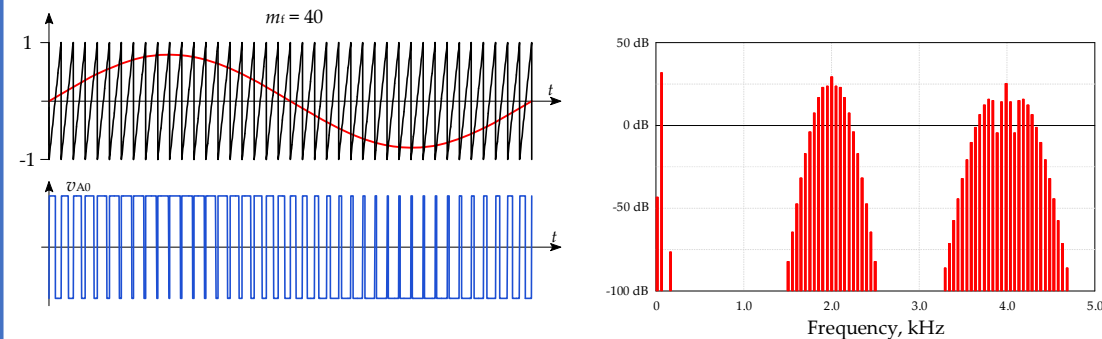 mf = 40
1
t
-1
vA0
t
50 dB
0 dB
-50 dB
-100 dB
0 1.0 2.0 3.0 4.0 5.0
Frequency, kHz